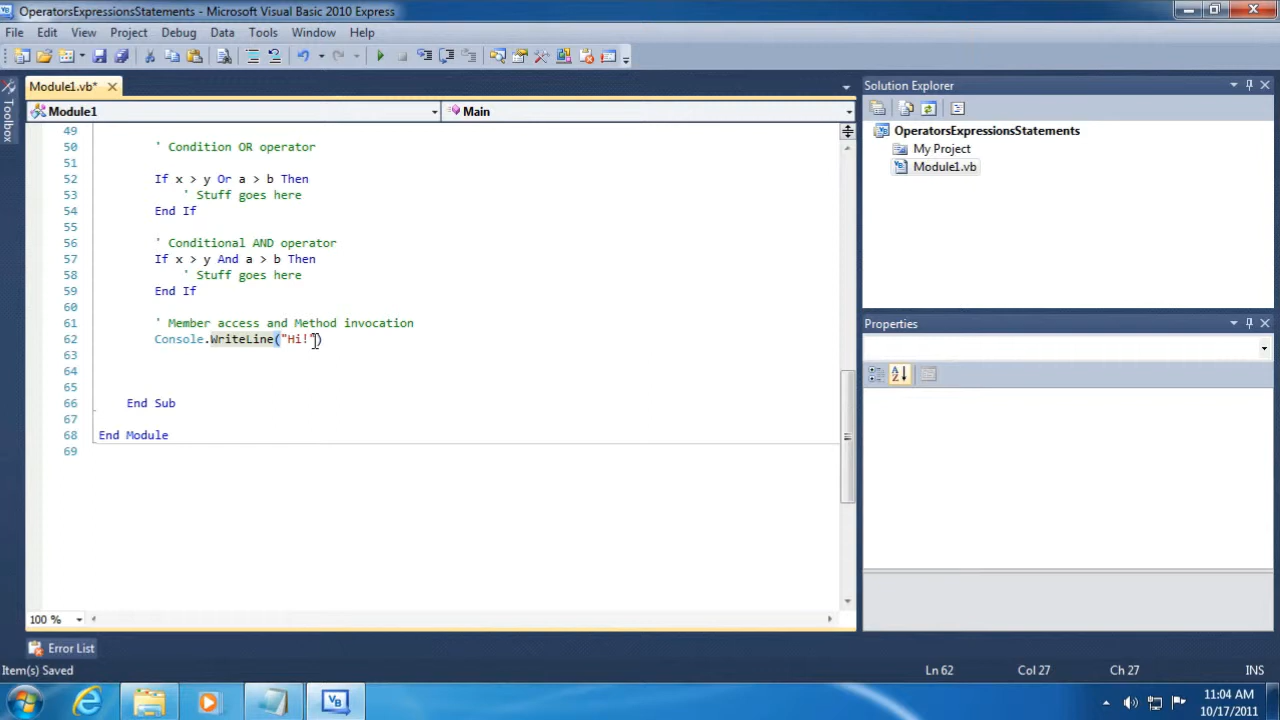 OperatorsExpressionsStatements - Microsoft Visual Basic 2010 Express
File Edit View Project Debug Data Tools Window Help
Module1.vb*
Solution Explorer
Toolbox
Module1 Main
OperatorsExpressionsStatements
My Project
Module1.vb
49
50 ' Condition OR operator
51
52 If x > y Or a > b Then
53 ' Stuff goes here
54 End If
55
56 ' Conditional AND operator
57 If x > y And a > b Then
58 ' Stuff goes here
59 End If
60
61 ' Member access and Method invocation
62 Console.WriteLine("Hi!")
63
64
65
66 End Sub
67
68 End Module
69
Properties
100 %
Error List
Item(s) Saved Ln 62 Col 27 Ch 27 INS
VB
11:04 AM
10/17/2011